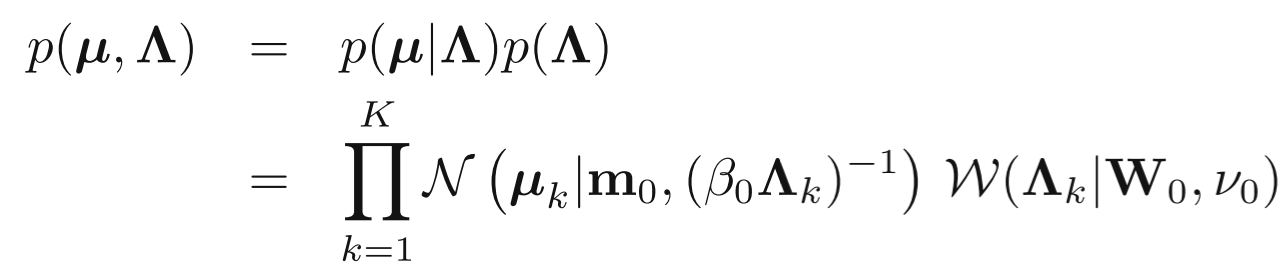 p(μ, Λ) = p(μ|Λ)p(Λ)
= ∏_{k=1}^{K} 𝒩(μ_k|m_0, (β_0Λ_k)^{−1}) 𝒲(Λ_k|W_0, ν_0)